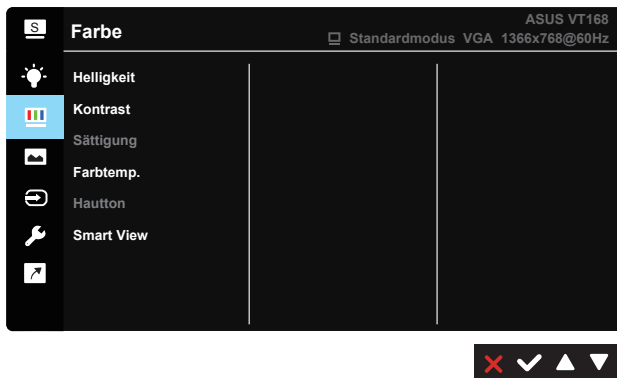 S
Farbe
ASUS VT168
Standardmodus VGA 1366x768@60Hz
Helligkeit
Kontrast
Sättigung
Farbtemp.
Hautton
Smart View